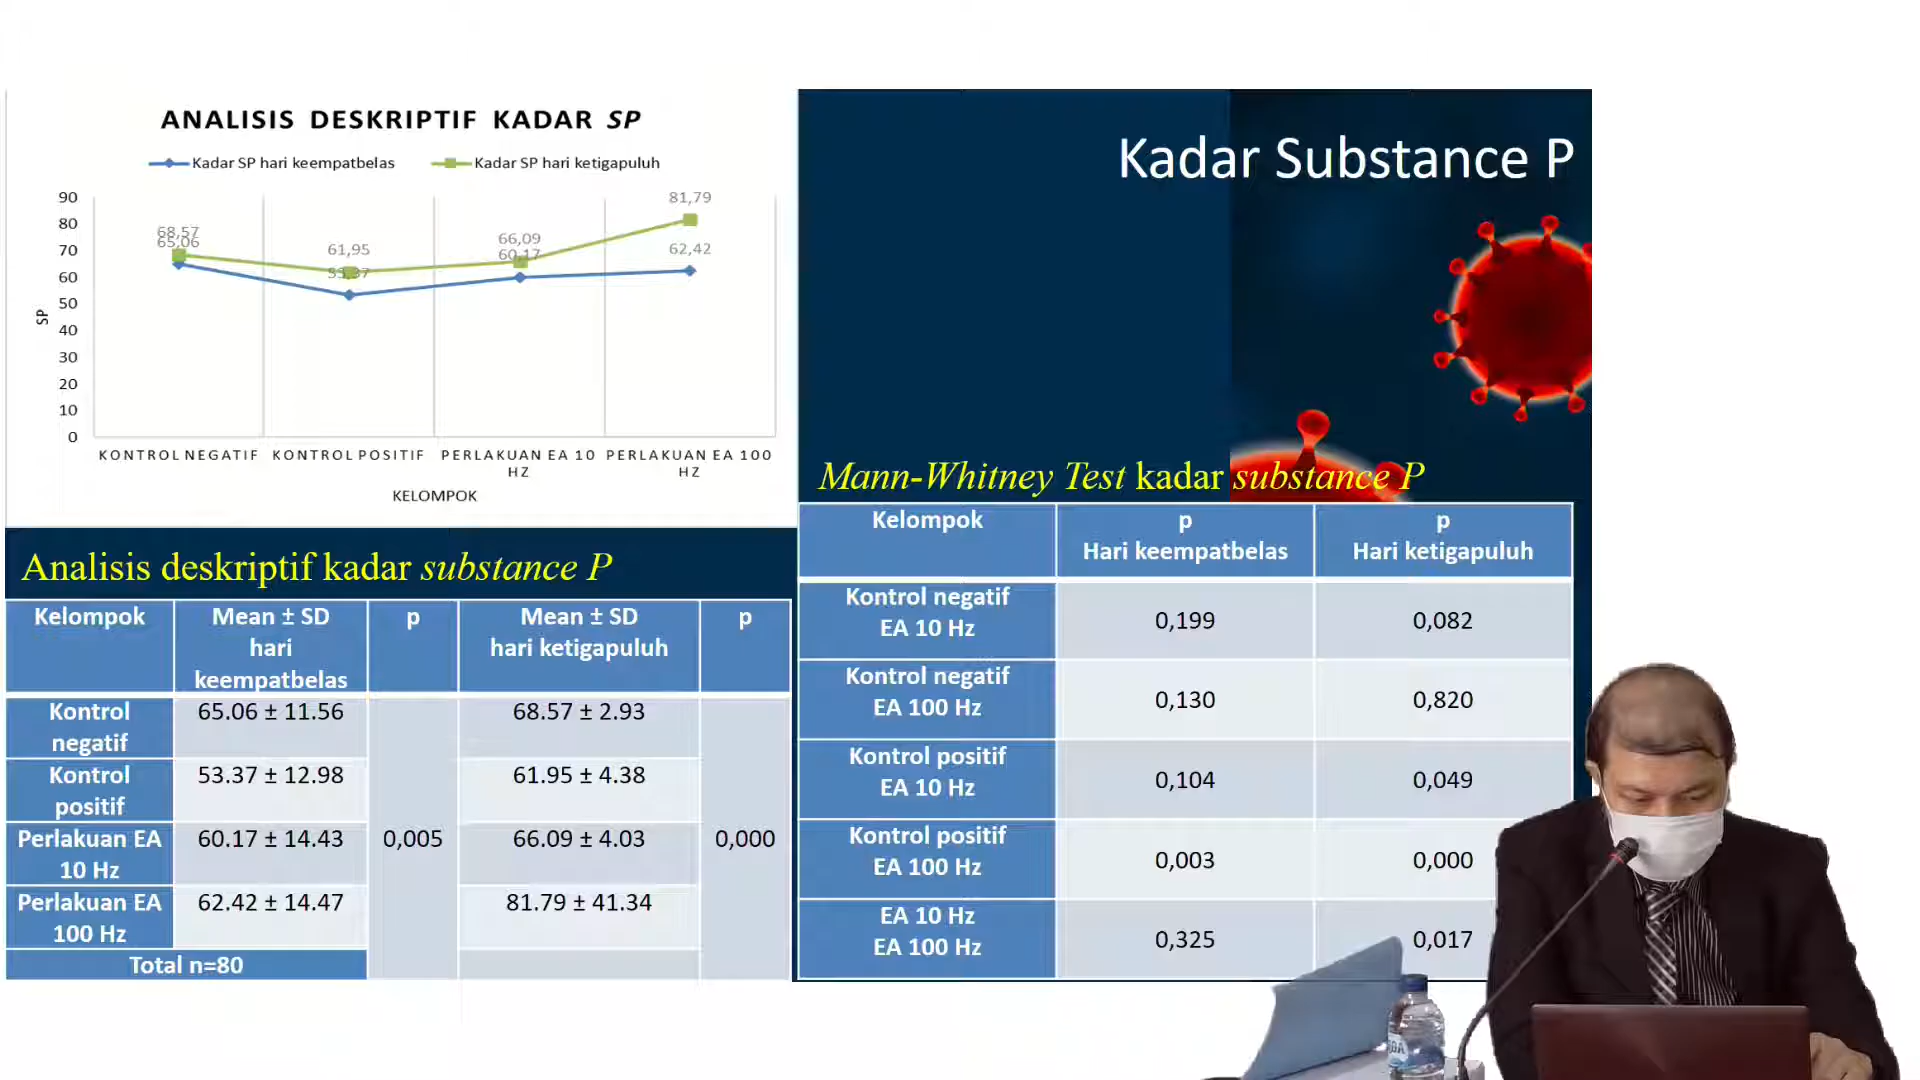 ANALISIS DESKRIPTIF KADAR SP
Kadar SP hari keempatbelas
Kadar SP hari ketigapuluh
90
80
70
60
50
40
30
20
10
0
SP
68,57
65,06
61,95
53,37
66,09
60,17
81,79
62,42
KONTROL NEGATIF
KONTROL POSITIF
PERLAKUAN EA 10
HZ
PERLAKUAN EA 100
HZ
KELOMPOK
Analisis deskriptif kadar substance P
Kelompok
Mean ± SD
hari
keempatbelas
p
Mean ± SD
hari ketigapuluh
p
Kontrol
negatif
65.06 ± 11.56
68.57 ± 2.93
Kontrol
positif
53.37 ± 12.98
61.95 ± 4.38
Perlakuan EA
10 Hz
60.17 ± 14.43
0,005
66.09 ± 4.03
0,000
Perlakuan EA
100 Hz
62.42 ± 14.47
81.79 ± 41.34
Total n=80
Kadar Substance P
Mann-Whitney Test kadar substance P
Kelompok
p
Hari keempatbelas
p
Hari ketigapuluh
Kontrol negatif
EA 10 Hz
0,199
0,082
Kontrol negatif
EA 100 Hz
0,130
0,820
Kontrol positif
EA 10 Hz
0,104
0,049
Kontrol positif
EA 100 Hz
0,003
0,000
EA 10 Hz
EA 100 Hz
0,325
0,017